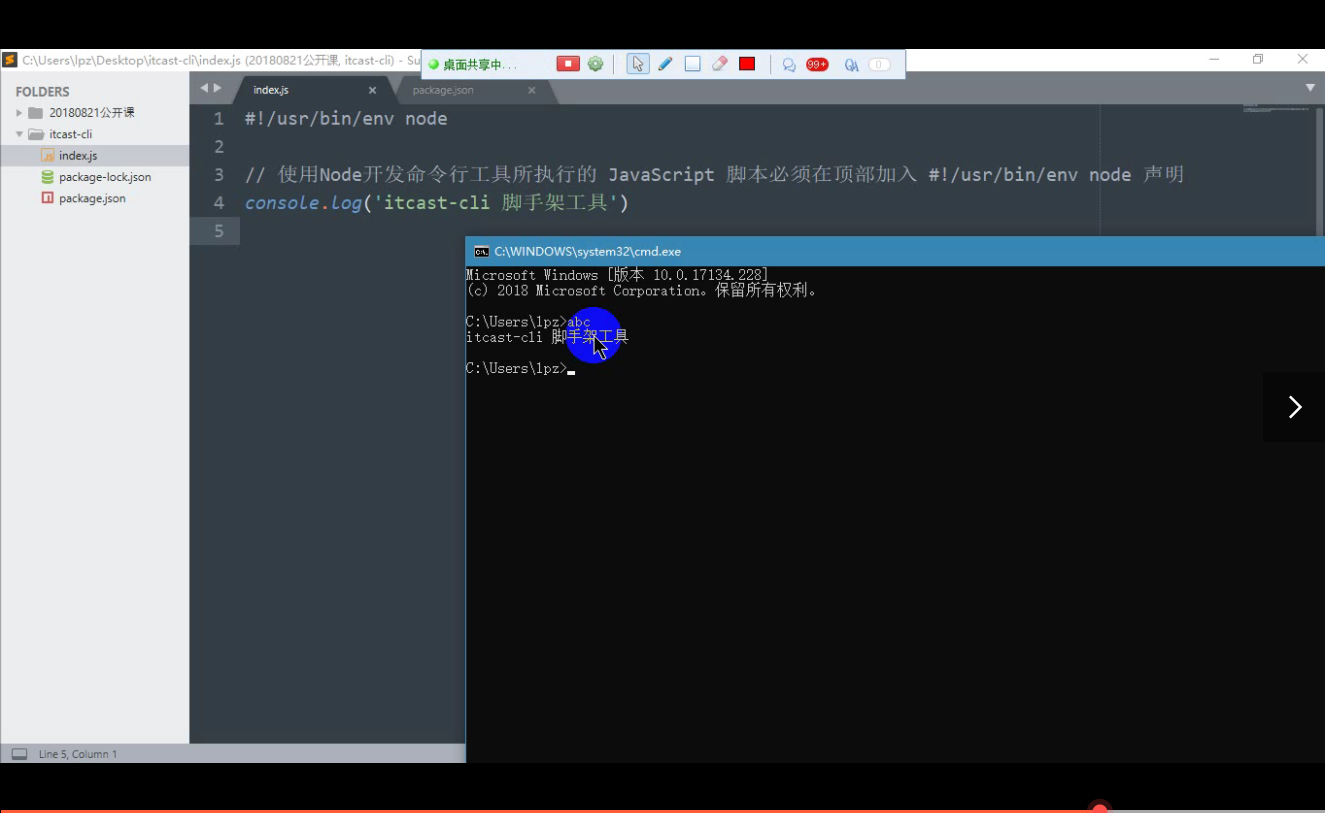 C:\Users\lpz\Desktop\itcast-cli\index.js (20180821公开课, itcast-cli) - Su
桌面共享中...
99+
QA
0
FOLDERS
20180821公开课
itcast-cli
index.js
package-lock.json
package.json
index.js
package.json
1 #!/usr/bin/env node
2
3 // 使用Node开发命令行工具所执行的 JavaScript 脚本必须在顶部加入 #!/usr/bin/env node 声明
4 console.log('itcast-cli 脚手架工具')
5
C:\WINDOWS\system32\cmd.exe
Microsoft Windows [版本 10.0.17134.228]
(c) 2018 Microsoft Corporation。保留所有权利。
C:\Users\lpz>abc
itcast-cli 脚手架工具
C:\Users\lpz>
Line 5, Column 1